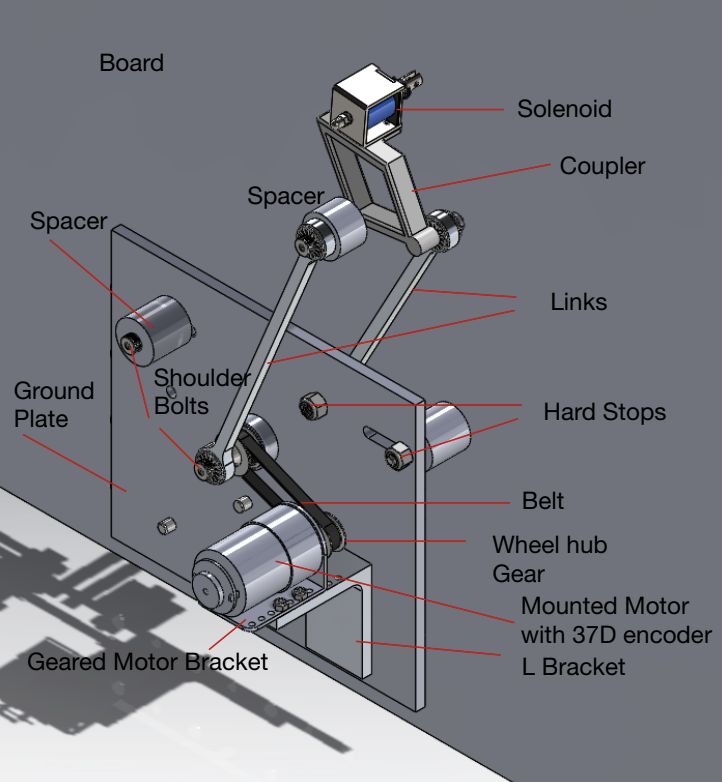 Board
Solenoid
Coupler
Spacer
Spacer
Links
Shoulder
Bolts
Ground
Plate
Hard Stops
Belt
Wheel hub
Gear
Mounted Motor
with 37D encoder
Geared Motor Bracket
L Bracket